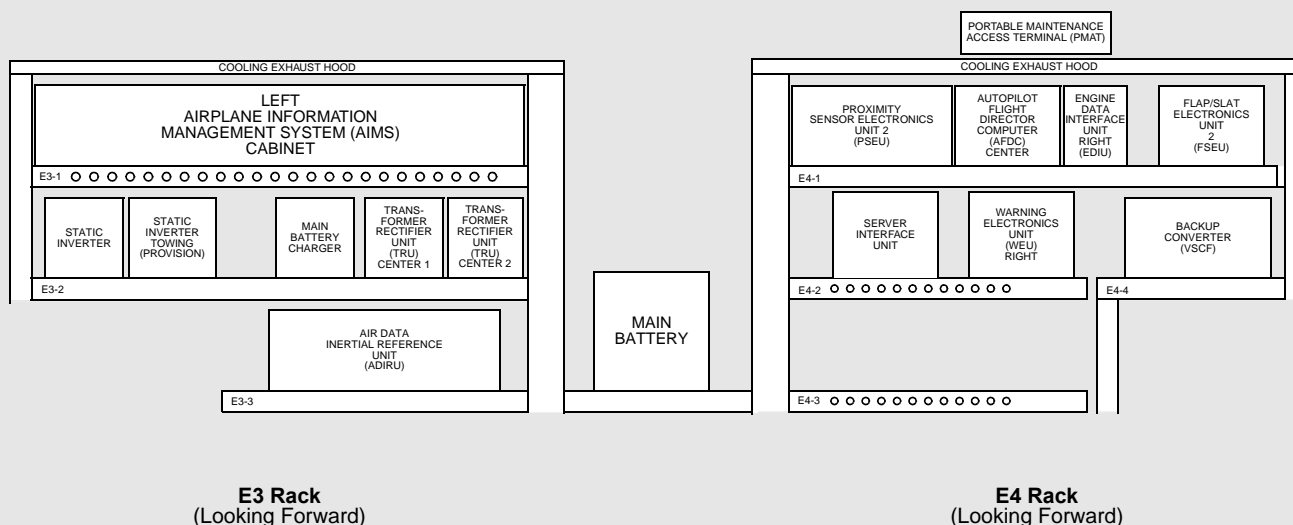 PORTABLE MAINTENANCE
ACCESS TERMINAL (PMAT)
COOLING EXHAUST HOOD
LEFT
AIRPLANE INFORMATION
MANAGEMENT SYSTEM (AIMS)
CABINET
E3-1
STATIC
INVERTER
STATIC
INVERTER
TOWING
(PROVISION)
MAIN
BATTERY
CHARGER
TRANS-
FORMER
RECTIFIER
UNIT
(TRU)
CENTER 1
TRANS-
FORMER
RECTIFIER
UNIT
(TRU)
CENTER 2
E3-2
AIR DATA
INERTIAL REFERENCE
UNIT
(ADIRU)
E3-3
MAIN
BATTERY
COOLING EXHAUST HOOD
PROXIMITY
SENSOR ELECTRONICS
UNIT 2
(PSEU)
AUTOPILOT
FLIGHT
DIRECTOR
COMPUTER
(AFDC)
CENTER
ENGINE
DATA
INTERFACE
UNIT
RIGHT
(EDIU)
FLAP/SLAT
ELECTRONICS
UNIT
2
(FSEU)
E4-1
SERVER
INTERFACE
UNIT
WARNING
ELECTRONICS
UNIT
(WEU)
RIGHT
BACKUP
CONVERTER
(VSCF)
E4-2
E4-4
E4-3
E3 Rack
(Looking Forward)
E4 Rack
(Looking Forward)